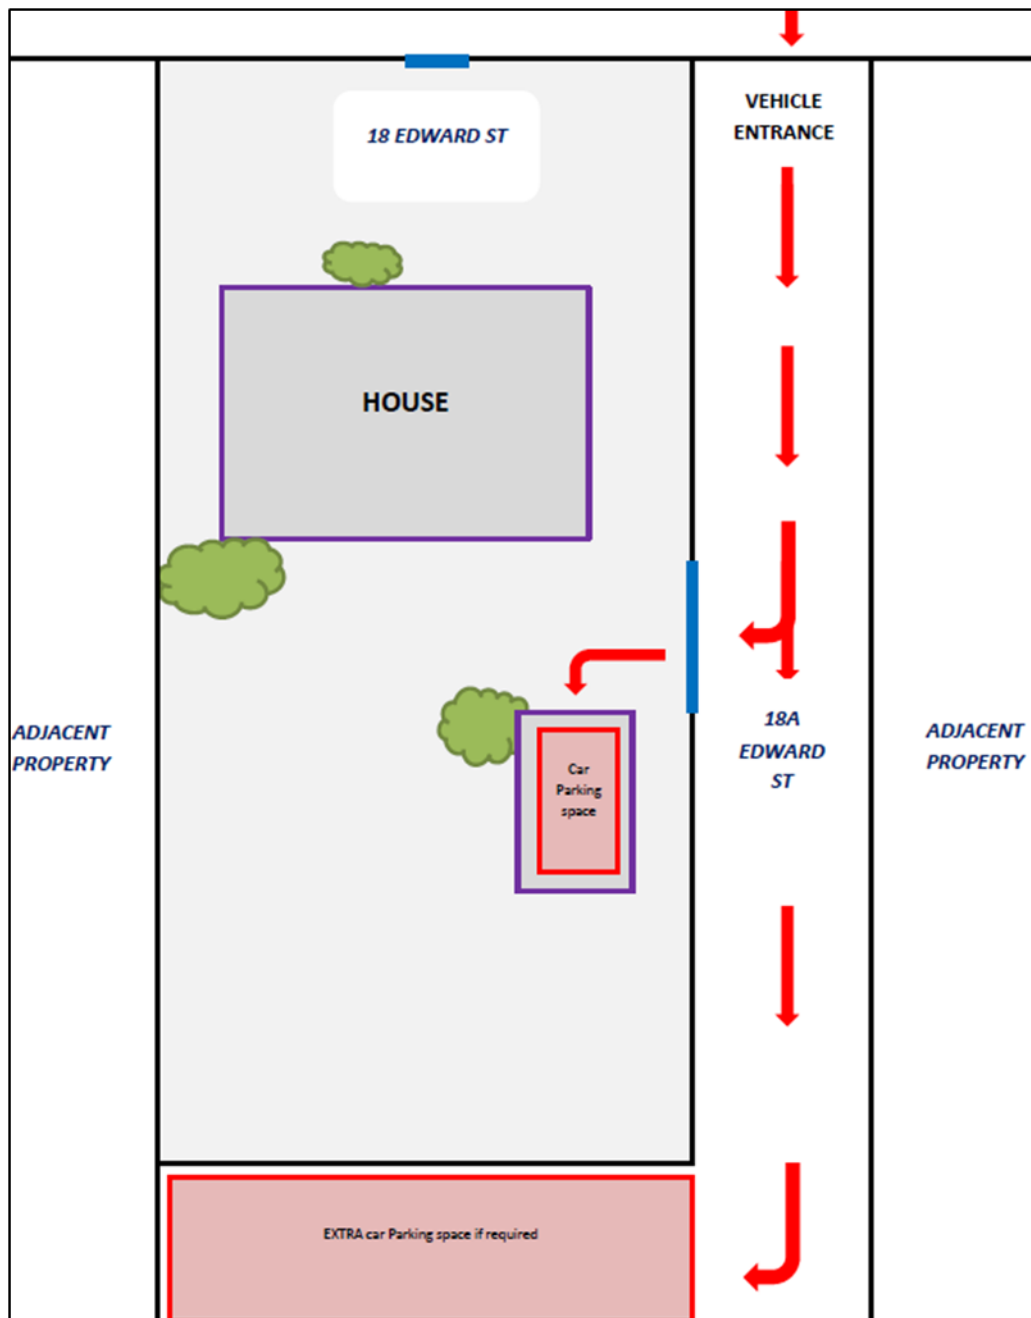 VEHICLE
ENTRANCE
18 EDWARD ST
HOUSE
18A
EDWARD
ST
ADJACENT
PROPERTY
ADJACENT
PROPERTY
Car
Parking
space
EXTRA car Parking space if required